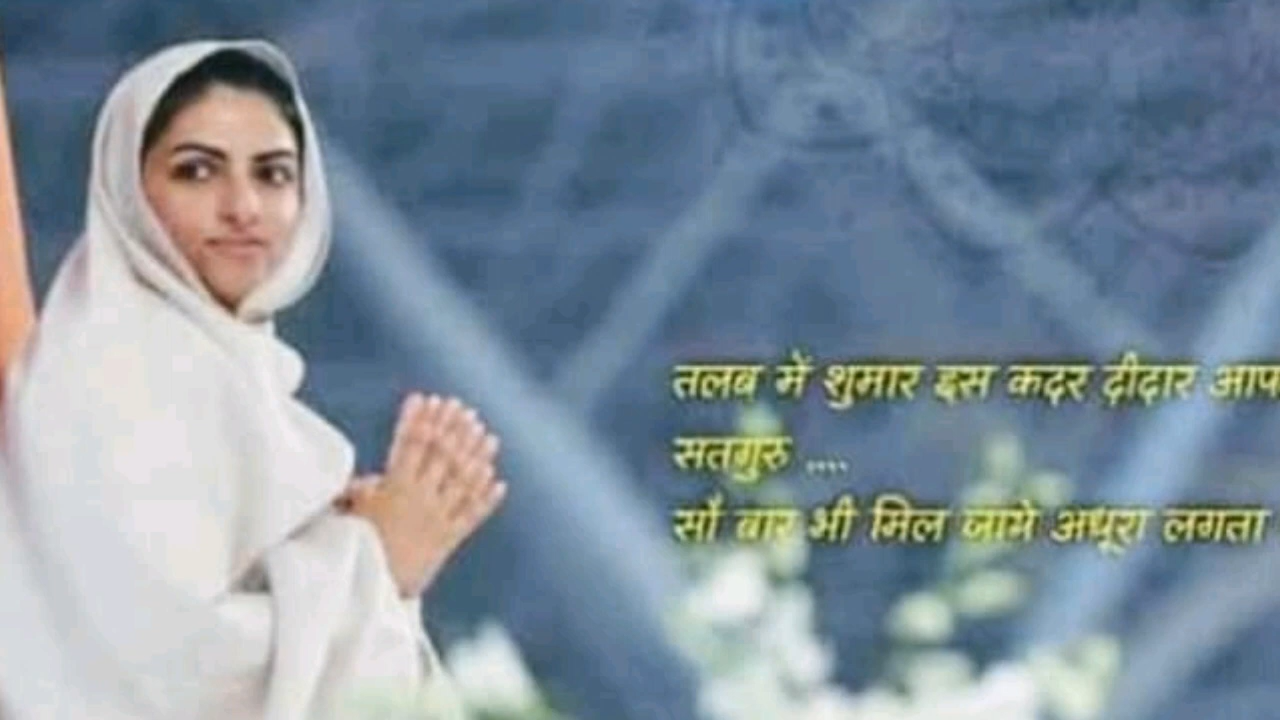 तलब में शुमार इस कदर दीदार आप
सतगुरु ....
सौ बार भी मिल जाये अधूरा लगता